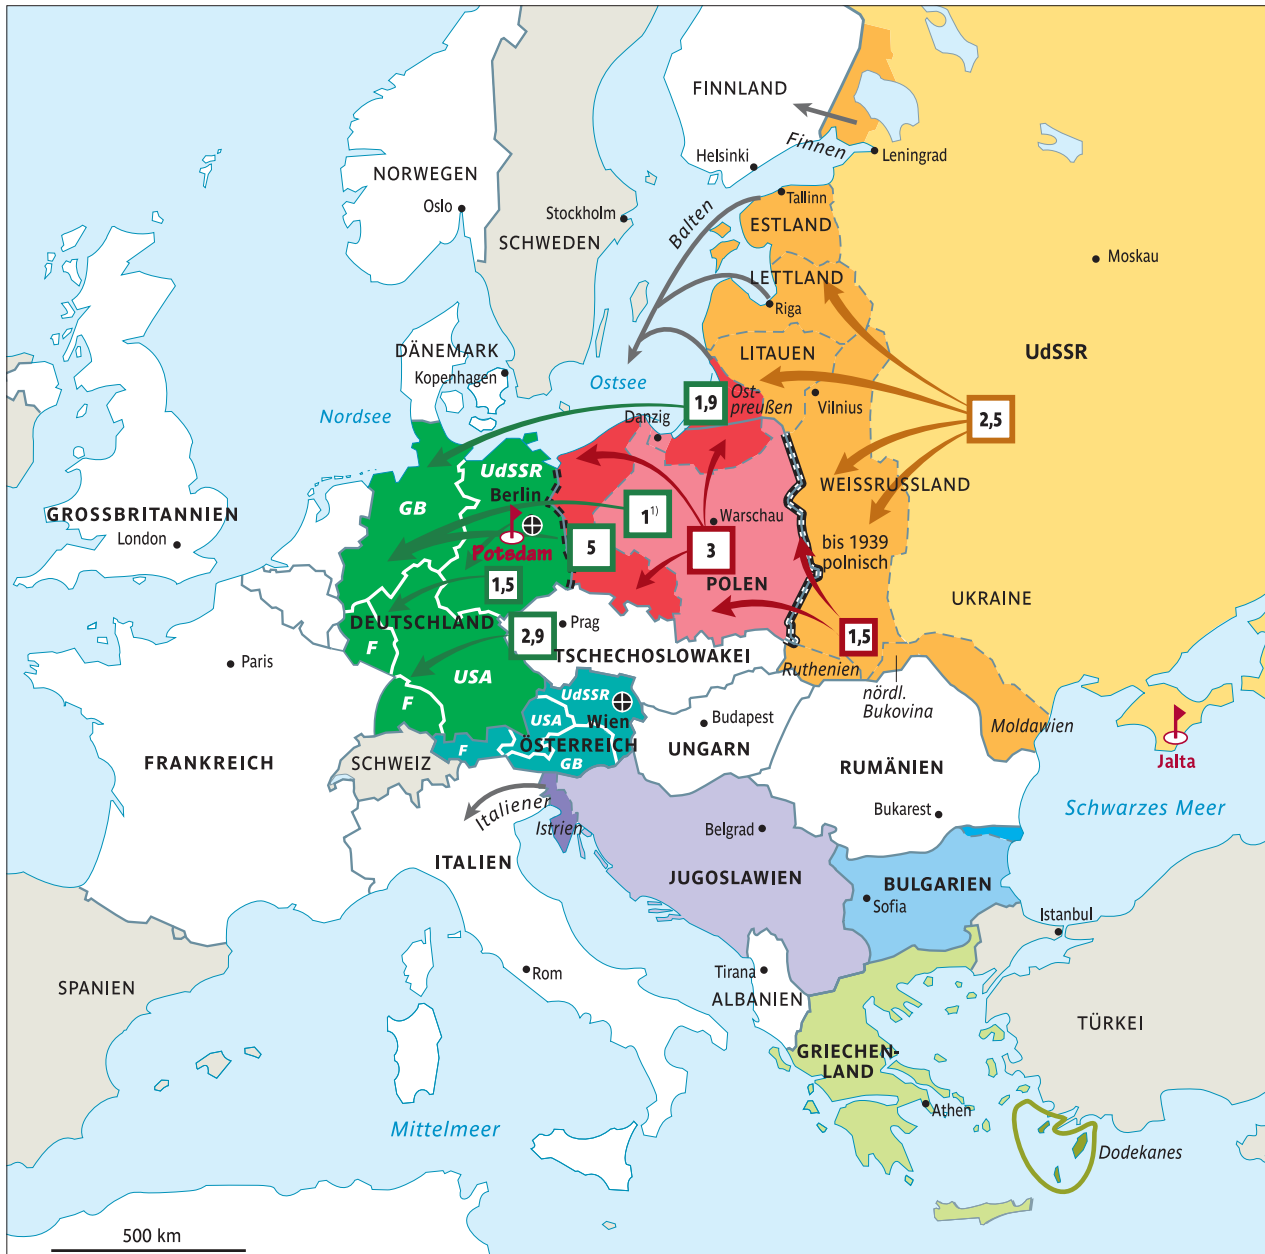 FINNLAND
Finnen
Helsinki
Leningrad
NORWEGEN
Oslo
Stockholm
SCHWEDEN
Balten
Tallinn
ESTLAND
LETTLAND
Riga
Moskau
UdSSR
DÄNEMARK
Kopenhagen
LITAUEN
Ostsee
Nordsee
1,9
Ost-
preußen
Vilnius
2,5
Danzig
UdSSR
Berlin
GB
WEISSRUSSLAND
GROSSBRITANNIEN
London
1¹⁾
Warschau
Potsdam
5
3
bis 1939
polnisch
POLEN
1,5
UKRAINE
DEUTSCHLAND
2,9
Prag
1,5
F
TSCHECHOSLOWAKEI
Paris
Ruthenien
USA
UdSSR
nördl.
Bukovina
F
USA
Wien
Budapest
Moldawien
ÖSTERREICH
F
GB
UNGARN
FRANKREICH
SCHWEIZ
RUMÄNIEN
Jalta
Italiener
Istrien
Bukarest
Schwarzes Meer
Belgrad
ITALIEN
JUGOSLAWIEN
BULGARIEN
Sofia
Istanbul
Rom
Tirana
SPANIEN
ALBANIEN
TÜRKEI
GRIECHEN-
LAND
Athen
Mittelmeer
Dodekanes
500 km